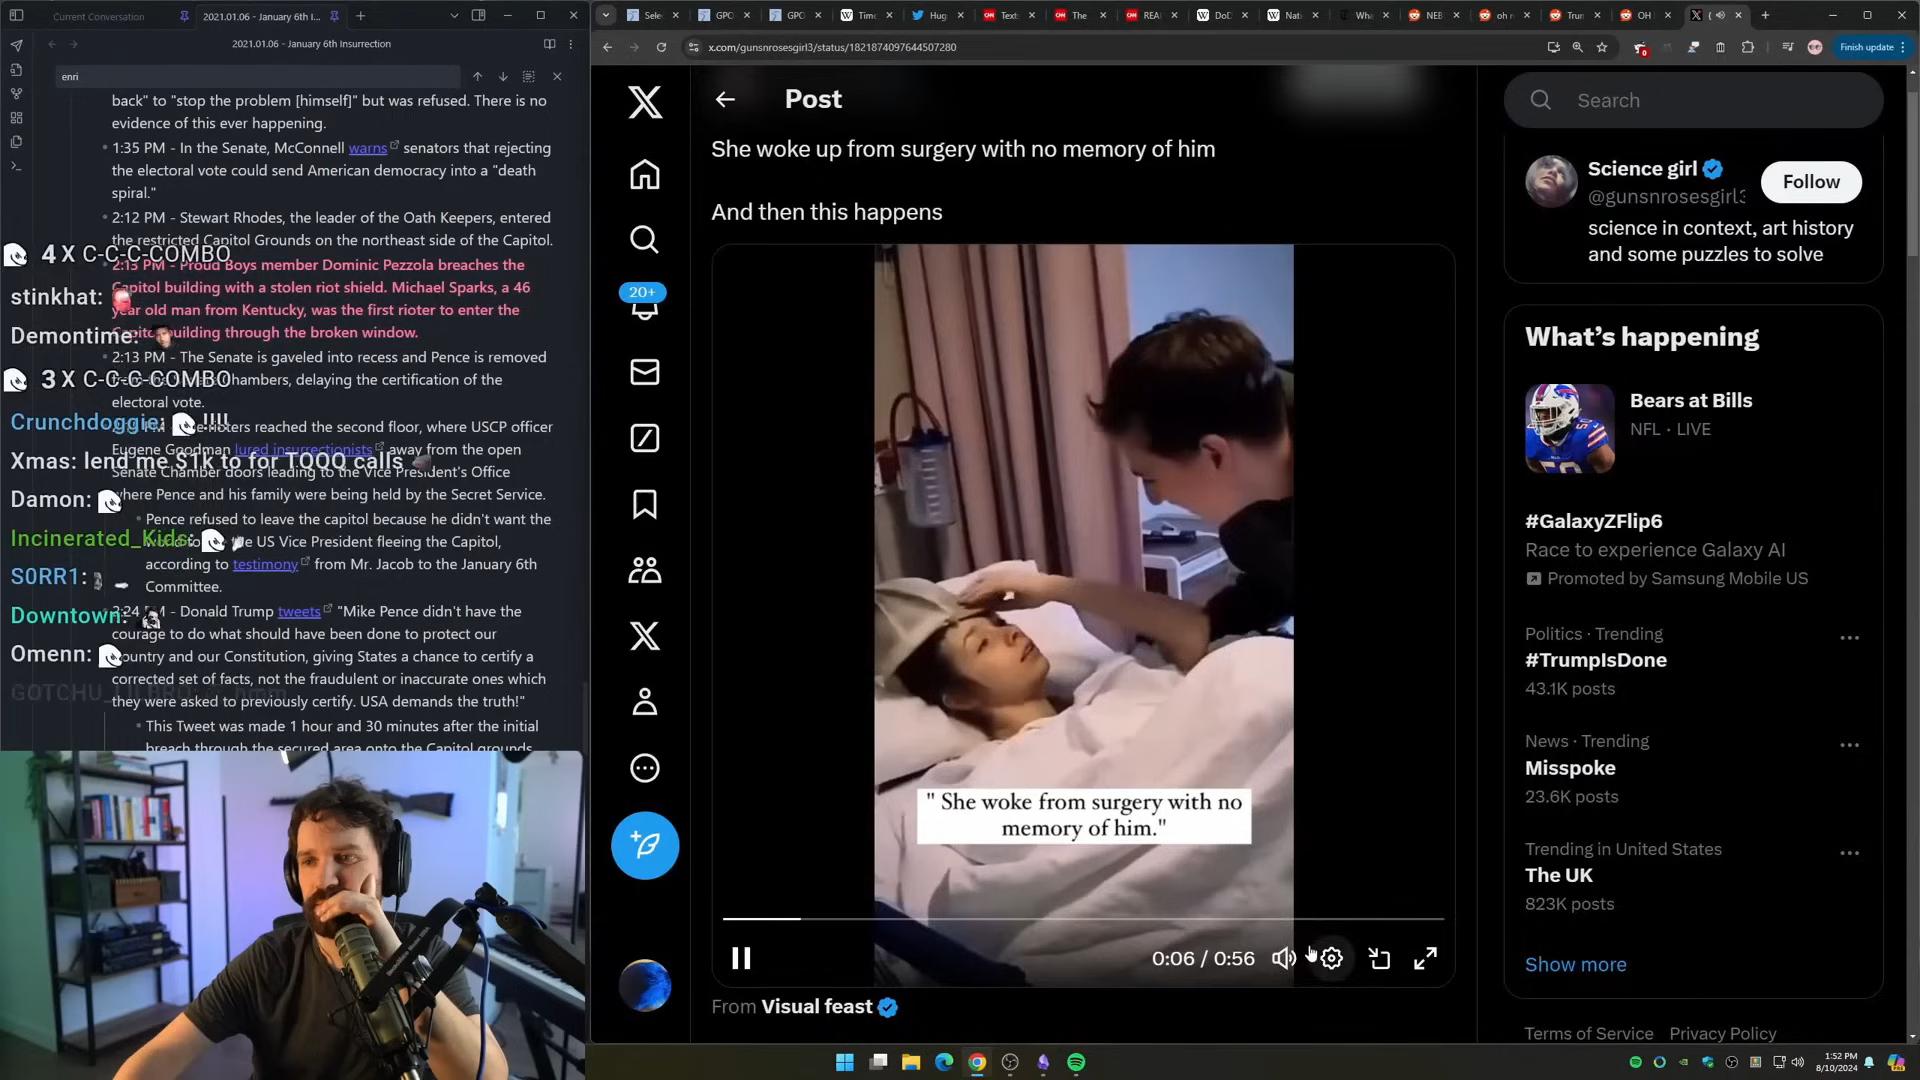 Current Conversation
2021.01.06 - January 6th I...
2021.01.06 - January 6th Insurrection
enri
back" to "stop the problem [himself]" but was refused. There is no
evidence of this ever happening.
1:35 PM - In the Senate, McConnell warns senators that rejecting
the electoral vote could send American democracy into a "death
spiral."
2:12 PM - Stewart Rhodes, the leader of the Oath Keepers, entered
the restricted Capitol Grounds on the northeast side of the Capitol.
2:13 PM - Proud Boys member Dominic Pezzola breaches the
Capitol building with a stolen riot shield. Michael Sparks, a 46
year old man from Kentucky, was the first rioter to enter the
Capitol building through the broken window.
2:13 PM - The Senate is gaveled into recess and Pence is removed
chambers, delaying the certification of the
electoral vote.
rioters reached the second floor, where USCP officer
Eugene Goodman lured insurrectionists away from the open
Senate Chamber doors leading to the Vice President's Office
where Pence and his family were being held by the Secret Service.
Pence refused to leave the capitol because he didn't want the
the US Vice President fleeing the Capitol,
according to testimony from Mr. Jacob to the January 6th
Committee.
2:24 PM - Donald Trump tweets "Mike Pence didn't have the
courage to do what should have been done to protect our
Country and our Constitution, giving States a chance to certify a
corrected set of facts, not the fraudulent or inaccurate ones which
they were asked to previously certify. USA demands the truth!"
This Tweet was made 1 hour and 30 minutes after the initial
breach through the secured area onto the Capitol grounds
4 X C-C-C-COMBO
stinkhat:
Demontime:
3 X C-C-C-COMBO
Crunchdoggie: !!!!
Xmas: lend me $1k to for TQQQ calls
Damon:
Incinerated_Kids:
S0RR1:
Downtown:
Omenn:
Sele
GPO
GPO
Time
Hug
Text:
The
REA
DoD
Nati
Wha
NEB
oh r
Trun
OH
x.com/gunsnrosesgirl3/status/1821874097644507280
0
Finish update
20+
Post
She woke up from surgery with no memory of him
And then this happens
" She woke from surgery with no
memory of him."
0:06 / 0:56
From Visual feast
Search
Science girl
@gunsnrosesgirl3
Follow
science in context, art history
and some puzzles to solve
What's happening
Bears at Bills
NFL · LIVE
#GalaxyZFlip6
Race to experience Galaxy AI
Promoted by Samsung Mobile US
Politics · Trending
#TrumpIsDone
43.1K posts
News · Trending
Misspoke
23.6K posts
Trending in United States
The UK
823K posts
Show more
Terms of Service Privacy Policy
1:52 PM
8/10/2024